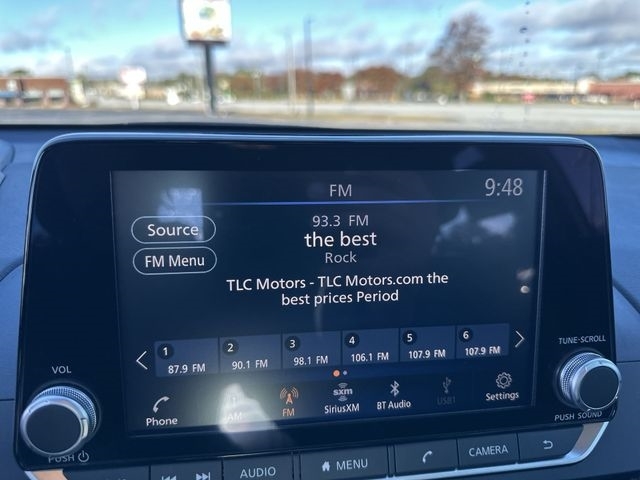 FM
9:48
93.3 FM
the best
Rock
Source
FM Menu
TLC Motors - TLC Motors.com the
best prices Period
1 2 3 4 5 6
87.9 FM 90.1 FM 98.1 FM 106.1 FM 107.9 FM 107.9 FM
Phone AM FM SiriusXM BT Audio USB1 Settings
sxm
VOL
PUSH
TUNE-SCROLL
PUSH SOUND
AUDIO MENU CAMERA